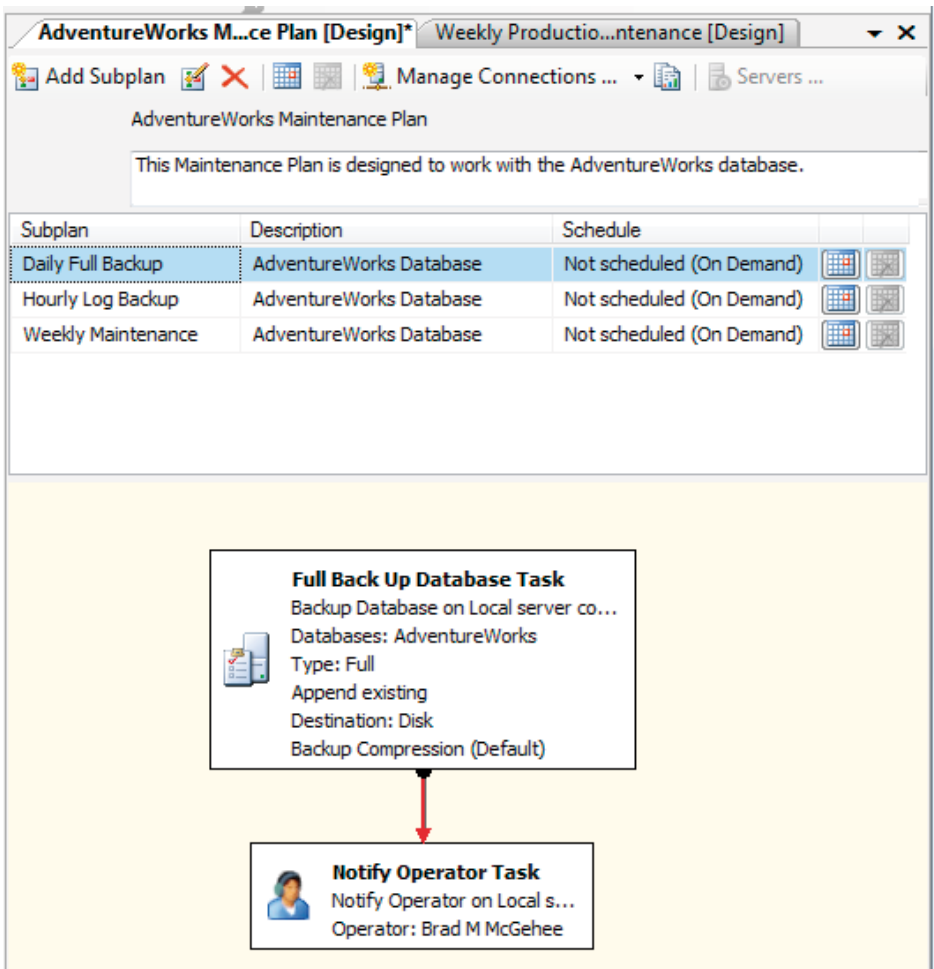 AdventureWorks M...ce Plan [Design]* Weekly Productio...ntenance [Design]
Add Subplan Manage Connections ... Servers ...
AdventureWorks Maintenance Plan
This Maintenance Plan is designed to work with the AdventureWorks database.
Subplan Description Schedule
Daily Full Backup AdventureWorks Database Not scheduled (On Demand)
Hourly Log Backup AdventureWorks Database Not scheduled (On Demand)
Weekly Maintenance AdventureWorks Database Not scheduled (On Demand)
Full Back Up Database Task
Backup Database on Local server co...
Databases: AdventureWorks
Type: Full
Append existing
Destination: Disk
Backup Compression (Default)
Notify Operator Task
Notify Operator on Local s...
Operator: Brad M McGehee